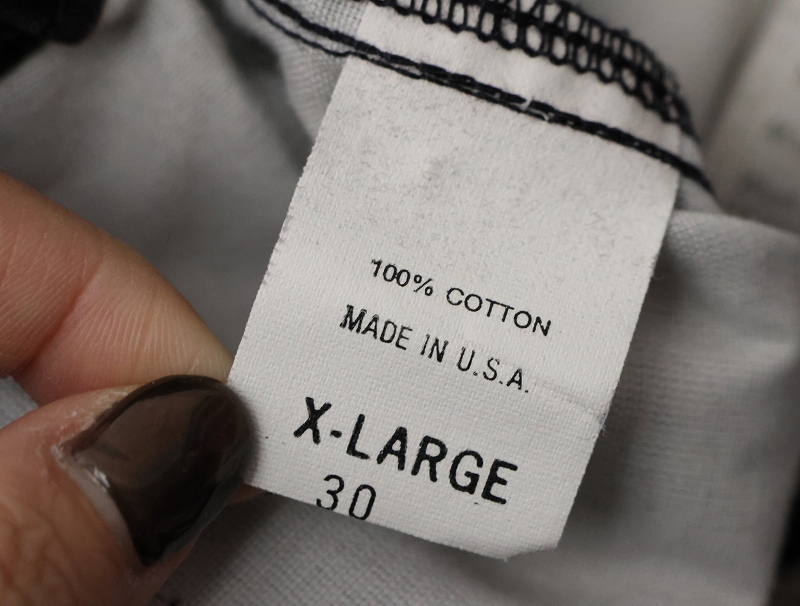 100% COTTON
MADE IN U.S.A.
X-LARGE
30